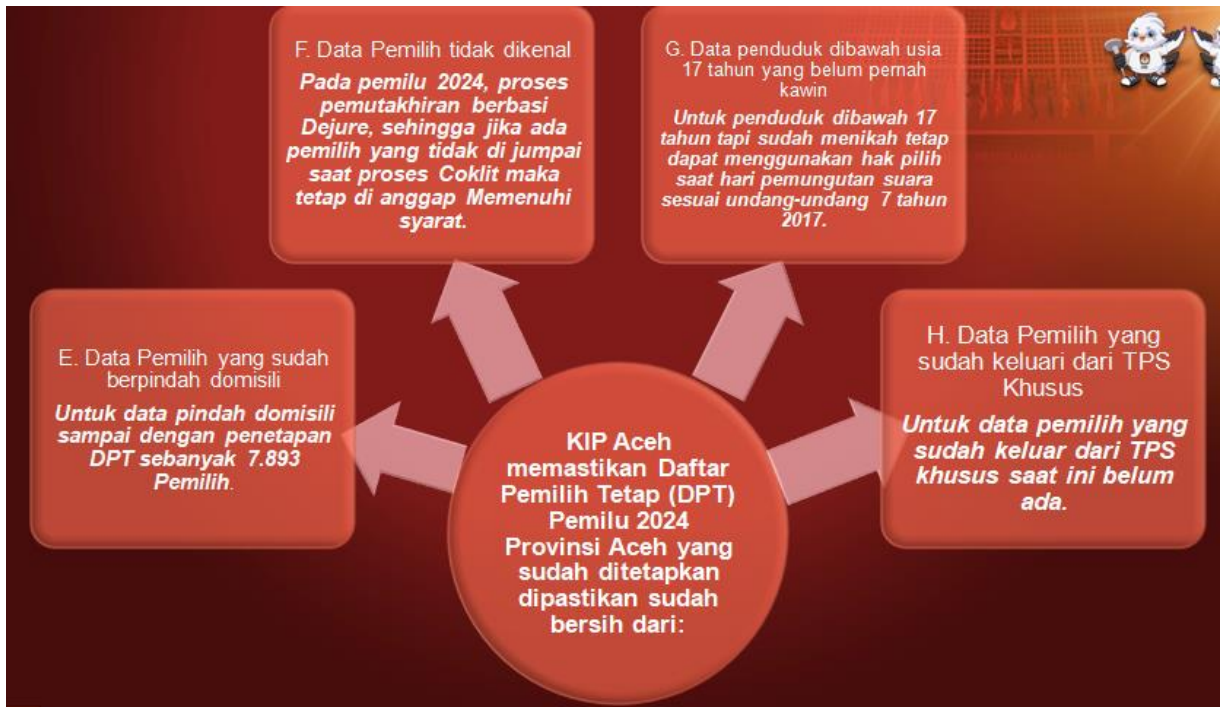 F. Data Pemilih tidak dikenal
Pada pemilu 2024, proses
pemutakhiran berbasi
Dejure, sehingga jika ada
pemilih yang tidak di jumpai
saat proses Coklit maka
tetap di anggap Memenuhi
syarat.
G. Data penduduk dibawah usia
17 tahun yang belum pernah
kawin
Untuk penduduk dibawah 17
tahun tapi sudah menikah tetap
dapat menggunakan hak pilih
saat hari pemungutan suara
sesuai undang-undang 7 tahun
2017.
E. Data Pemilih yang sudah
berpindah domisili
Untuk data pindah domisili
sampai dengan penetapan
DPT sebanyak 7.893
Pemilih.
H. Data Pemilih yang
sudah keluari dari TPS
Khusus
Untuk data pemilih yang
sudah keluar dari TPS
khusus saat ini belum
ada.
KIP Aceh
memastikan Daftar
Pemilih Tetap (DPT)
Pemilu 2024
Provinsi Aceh yang
sudah ditetapkan
dipastikan sudah
bersih dari: